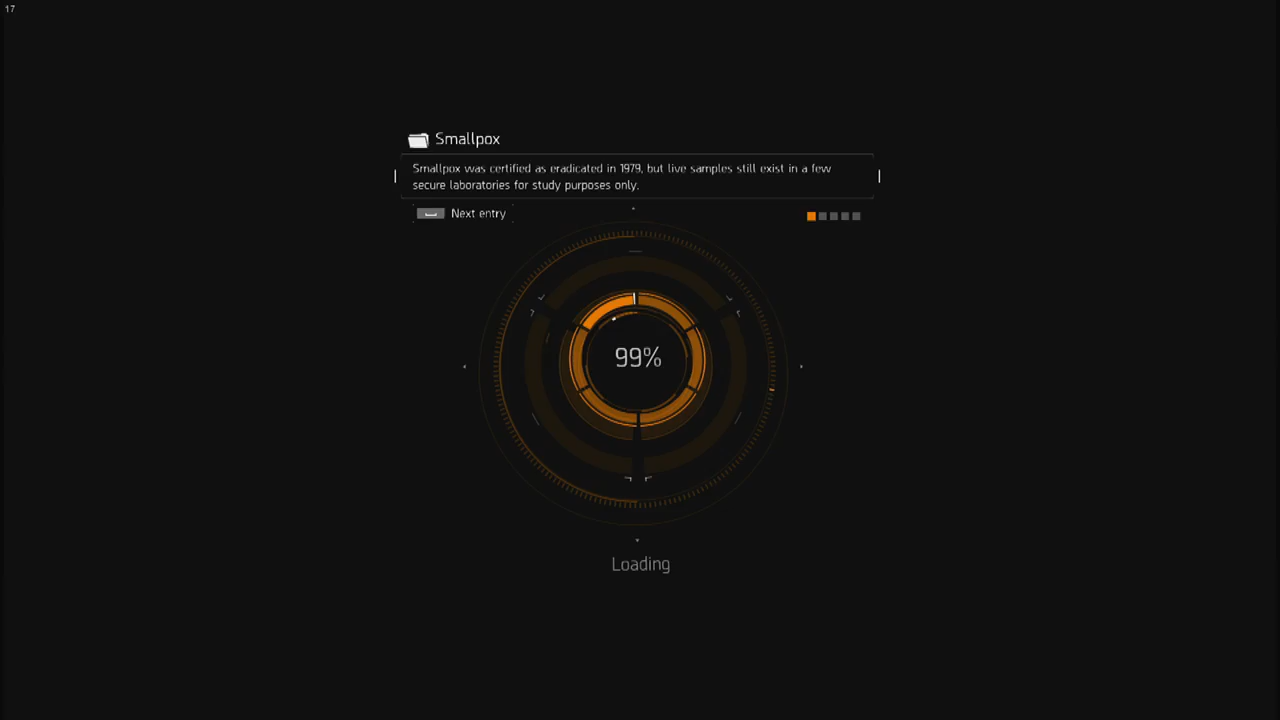 17
Smallpox
Smallpox was certified as eradicated in 1979, but live samples still exist in a few
secure laboratories for study purposes only.
Next entry
99%
Loading